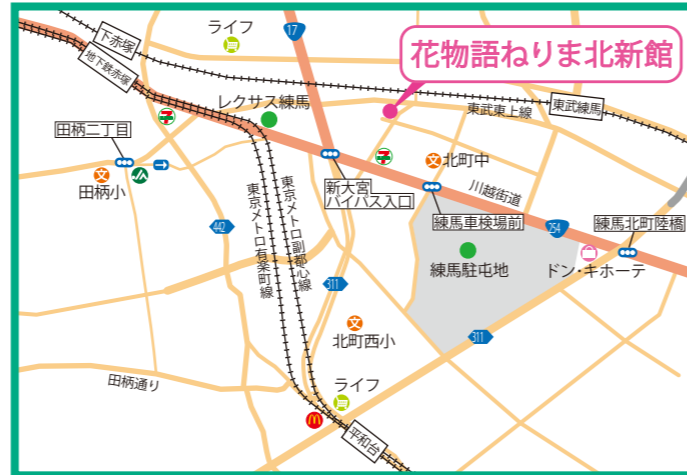 ライフ
17
下赤塚
地下鉄赤塚
花物語ねりま北新館
レクサス練馬
東武東上線
東武練馬
田柄二丁目
7
7
文
北町中
文
JA
田柄小
新大宮
バイパス入口
川越街道
練馬車検場前
254
練馬北町陸橋
442
東京メトロ副都心線
東京メトロ有楽町線
練馬駐屯地
ドン・キホーテ
311
文
北町西小
311
田柄通り
ライフ
M
平和台